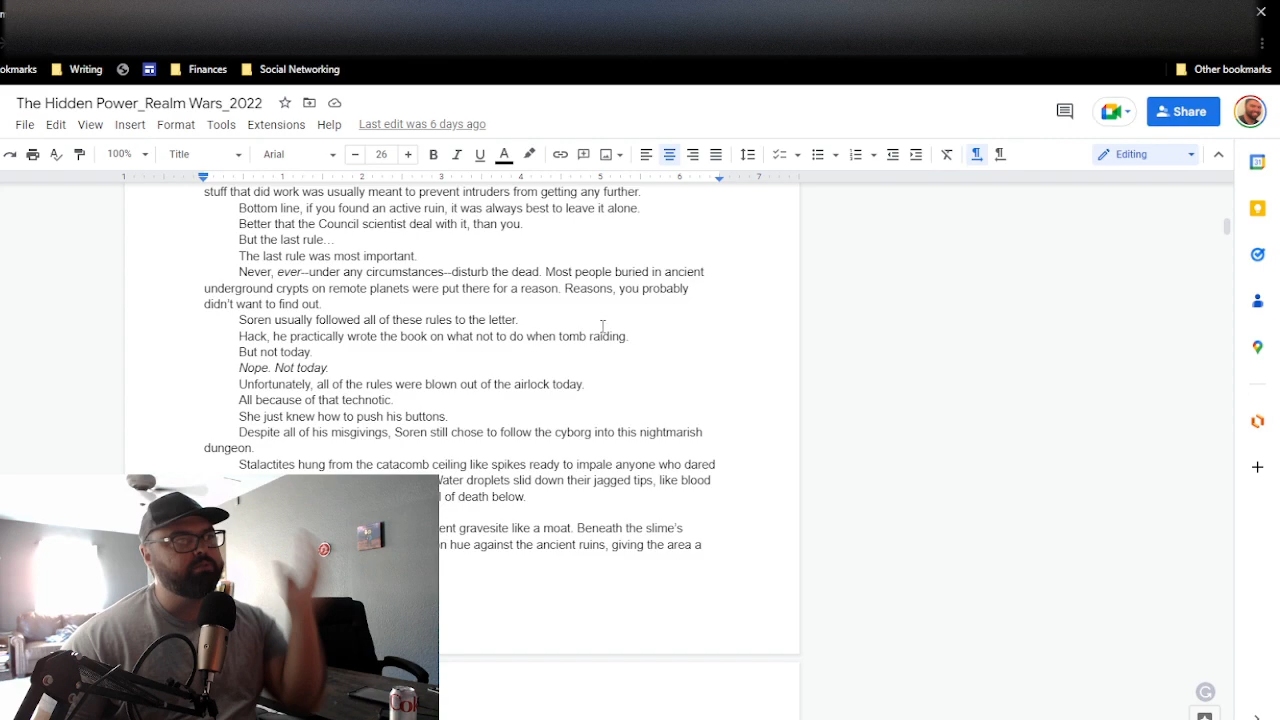 okmarks Writing Finances Social Networking Other bookmarks
The Hidden Power_Realm Wars_2022
Share
File Edit View Insert Format Tools Extensions Help Last edit was 6 days ago
100% Title Arial 26 B I U A Editing
1 1 2 3 4 5 6 7
stuff that did work was usually meant to prevent intruders from getting any further.
Bottom line, if you found an active ruin, it was always best to leave it alone.
Better that the Council scientist deal with it, than you.
But the last rule…
The last rule was most important.
Never, ever--under any circumstances--disturb the dead. Most people buried in ancient
underground crypts on remote planets were put there for a reason. Reasons, you probably
didn't want to find out.
Soren usually followed all of these rules to the letter.
Hack, he practically wrote the book on what not to do when tomb raiding.
But not today.
Nope. Not today.
Unfortunately, all of the rules were blown out of the airlock today.
All because of that technotic.
She just knew how to push his buttons.
Despite all of his misgivings, Soren still chose to follow the cyborg into this nightmarish
dungeon.
Stalactites hung from the catacomb ceiling like spikes ready to impale anyone who dared
Water droplets slid down their jagged tips, like blood
of death below.
gravesite like a moat. Beneath the slime's
hue against the ancient ruins, giving the area a